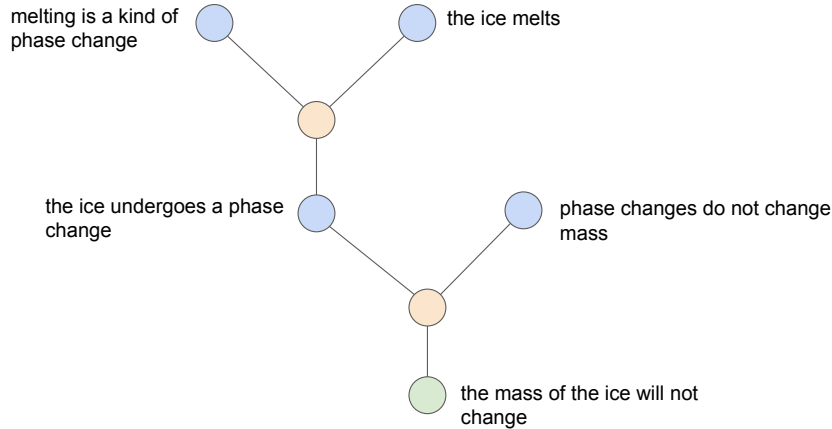 melting is a kind of
phase change
the ice melts
the ice undergoes a phase
change
phase changes do not change
mass
the mass of the ice will not
change